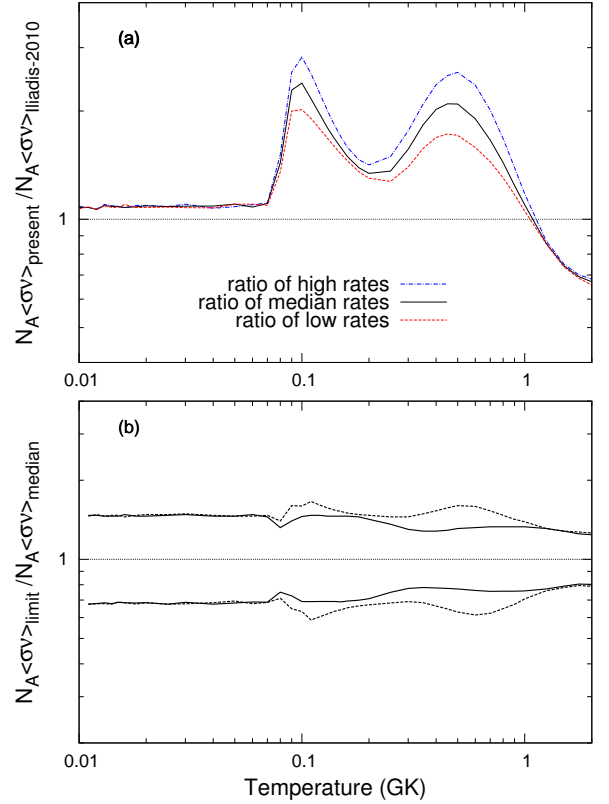 (a)
N_A<σv>_present /N_A<σv>_Iliadis-2010
1
ratio of high rates
ratio of median rates
ratio of low rates
0.01 0.1 1
(b)
N_A<σv>_limit /N_A<σv>_median
1
0.01 0.1 1
Temperature (GK)